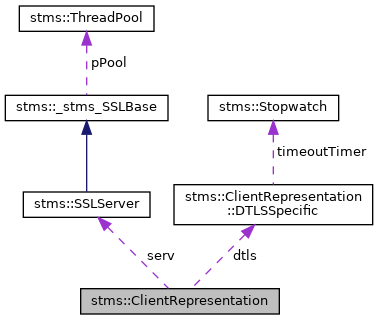 stms::ThreadPool
pPool
stms::_stms_SSLBase
stms::Stopwatch
timeoutTimer
stms::SSLServer
stms::ClientRepresentation
::DTLSSpecific
serv
dtls
stms::ClientRepresentation